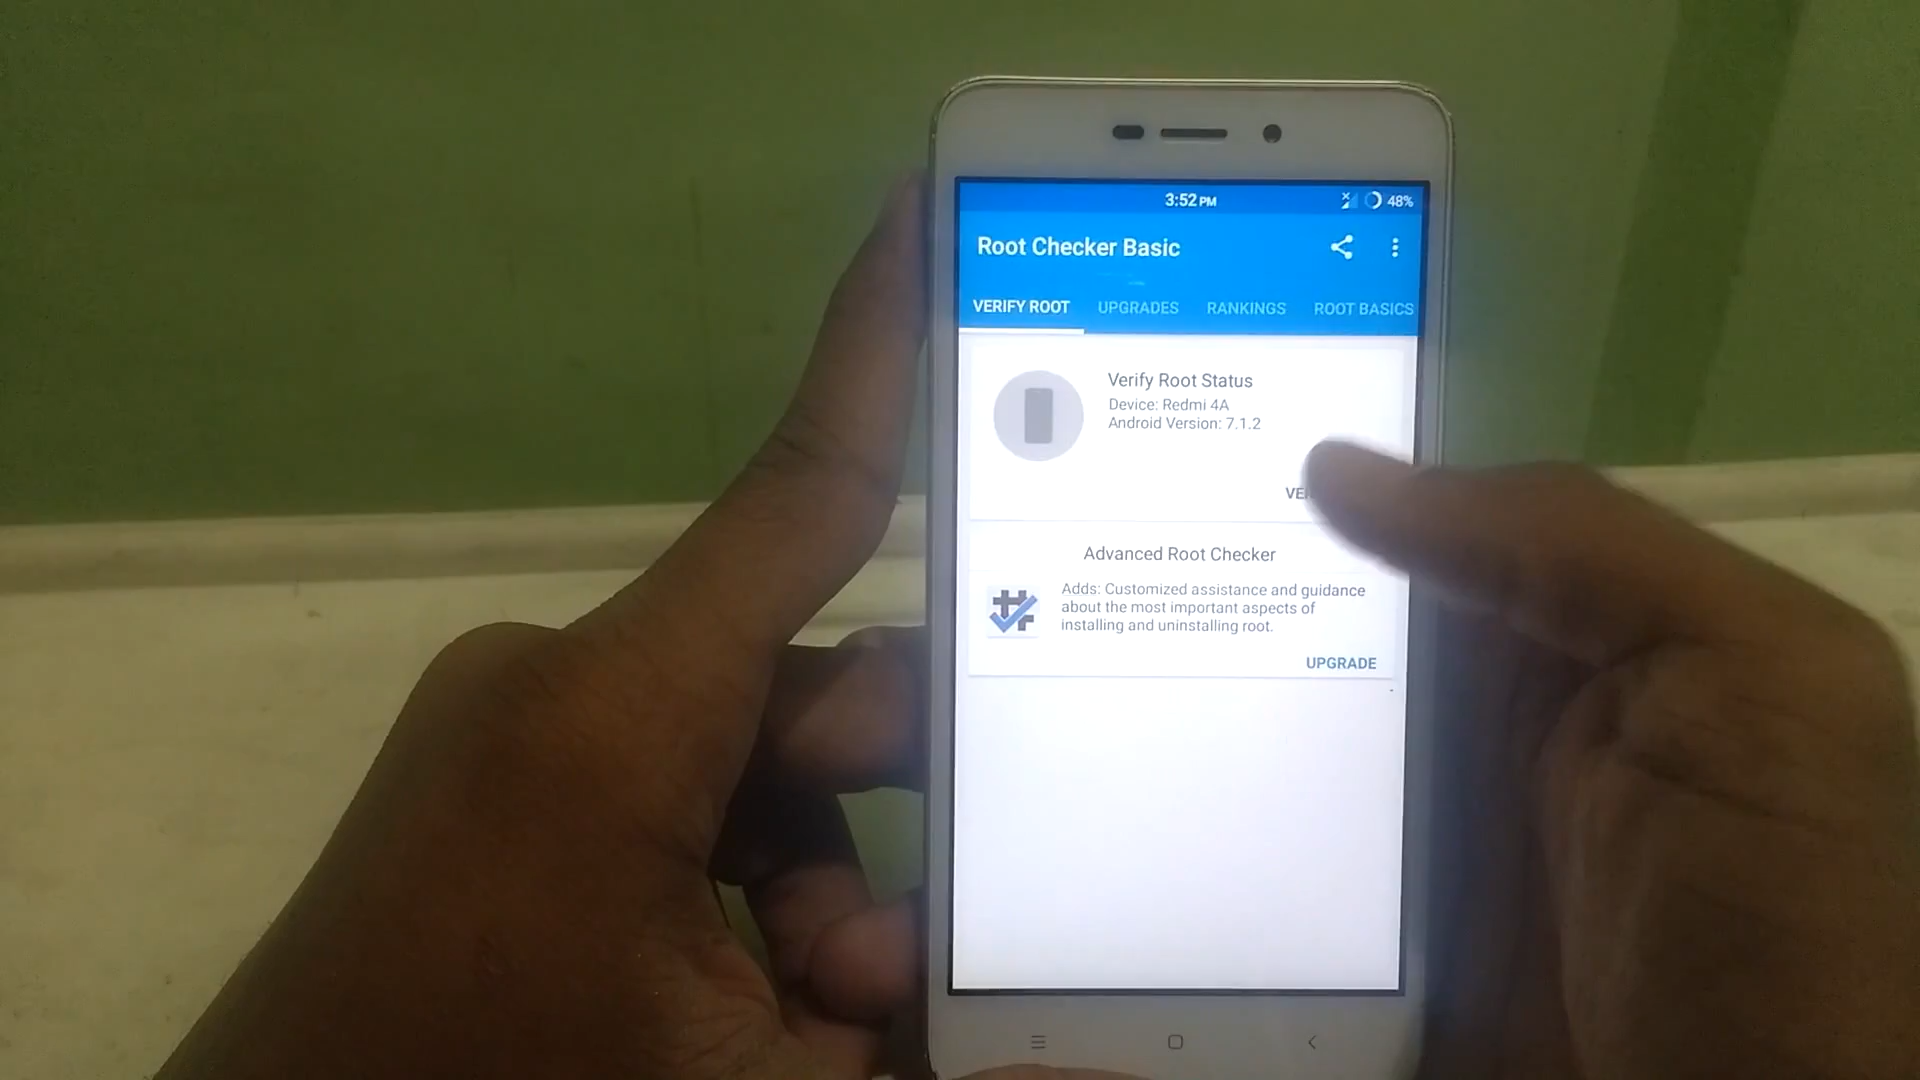 3:52 PM
48%
Root Checker Basic
VERIFY ROOT
UPGRADES
RANKINGS
ROOT BASICS
Verify Root Status
Device: Redmi 4A
Android Version: 7.1.2
Advanced Root Checker
Adds: Customized assistance and guidance
about the most important aspects of
installing and uninstalling root.
UPGRADE